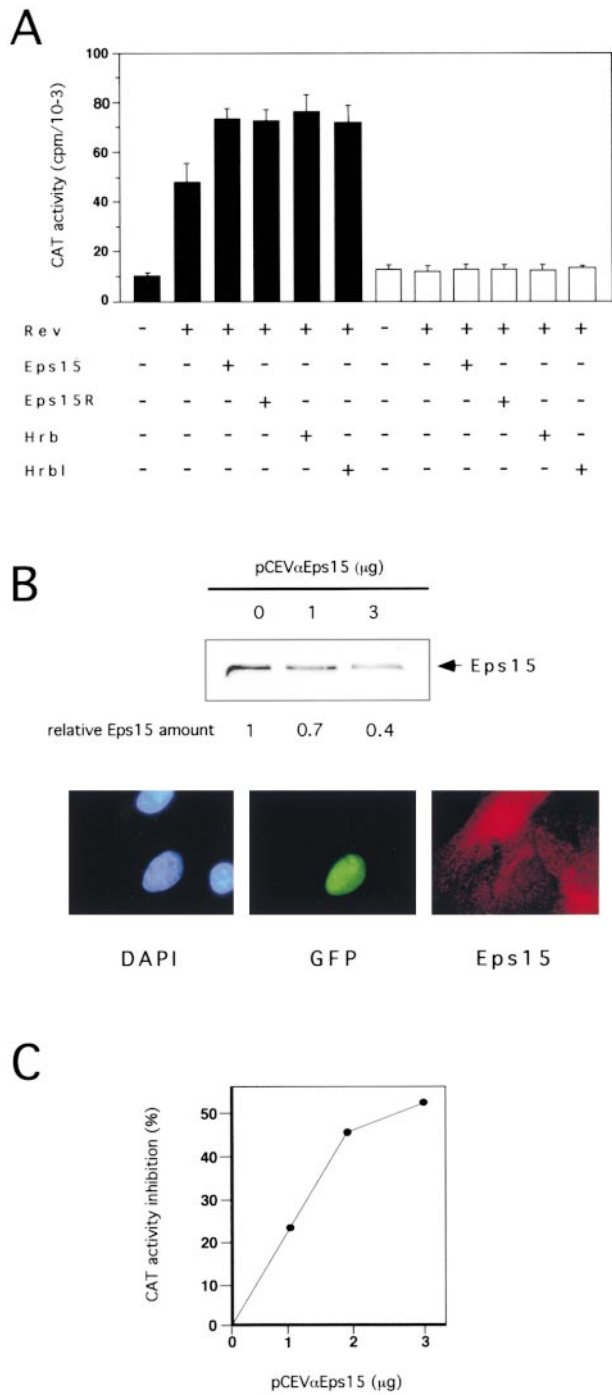 A
100
80
60
40
20
0
CAT activity (cpm/10-3)
Rev - + + + + + - + + + + +
Eps15 - - + - - - - - + - - -
Eps15R - - - + - - - - - + - -
Hrb - - - - + - - - - - + -
Hrbl - - - - - + - - - - - +
B
pCEVαEps15 (μg)
0 1 3
Eps15
relative Eps15 amount 1 0.7 0.4
DAPI GFP Eps15
C
50
40
30
20
10
0
CAT activity inhibition (%)
0 1 2 3
pCEVαEps15 (μg)